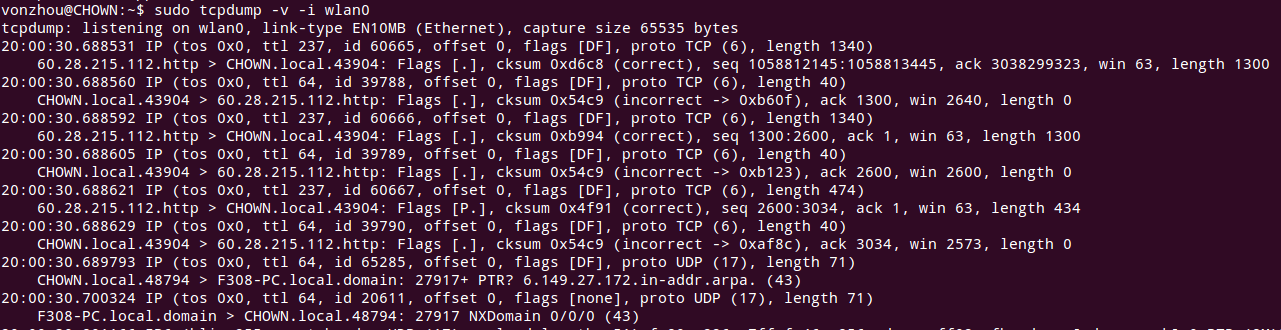 vonzhou@CHOWN:~$ sudo tcpdump -v -i wlan0
tcpdump: listening on wlan0, link-type EN10MB (Ethernet), capture size 65535 bytes
20:00:30.688531 IP (tos 0x0, ttl 237, id 60665, offset 0, flags [DF], proto TCP (6), length 1340)
60.28.215.112.http > CHOWN.local.43904: Flags [.], cksum 0xd6c8 (correct), seq 1058812145:1058813445, ack 3038299323, win 63, length 1300
20:00:30.688560 IP (tos 0x0, ttl 64, id 39788, offset 0, flags [DF], proto TCP (6), length 40)
CHOWN.local.43904 > 60.28.215.112.http: Flags [.], cksum 0x54c9 (incorrect -> 0xb60f), ack 1300, win 2640, length 0
20:00:30.688592 IP (tos 0x0, ttl 237, id 60666, offset 0, flags [DF], proto TCP (6), length 1340)
60.28.215.112.http > CHOWN.local.43904: Flags [.], cksum 0xb994 (correct), seq 1300:2600, ack 1, win 63, length 1300
20:00:30.688605 IP (tos 0x0, ttl 64, id 39789, offset 0, flags [DF], proto TCP (6), length 40)
CHOWN.local.43904 > 60.28.215.112.http: Flags [.], cksum 0x54c9 (incorrect -> 0xb123), ack 2600, win 2600, length 0
20:00:30.688621 IP (tos 0x0, ttl 237, id 60667, offset 0, flags [DF], proto TCP (6), length 474)
60.28.215.112.http > CHOWN.local.43904: Flags [P.], cksum 0x4f91 (correct), seq 2600:3034, ack 1, win 63, length 434
20:00:30.688629 IP (tos 0x0, ttl 64, id 39790, offset 0, flags [DF], proto TCP (6), length 40)
CHOWN.local.43904 > 60.28.215.112.http: Flags [.], cksum 0x54c9 (incorrect -> 0xaf8c), ack 3034, win 2573, length 0
20:00:30.689793 IP (tos 0x0, ttl 64, id 65285, offset 0, flags [DF], proto UDP (17), length 71)
CHOWN.local.48794 > F308-PC.local.domain: 27917+ PTR? 6.149.27.172.in-addr.arpa. (43)
20:00:30.700324 IP (tos 0x0, ttl 64, id 20611, offset 0, flags [none], proto UDP (17), length 71)
F308-PC.local.domain > CHOWN.local.48794: 27917 NXDomain 0/0/0 (43)